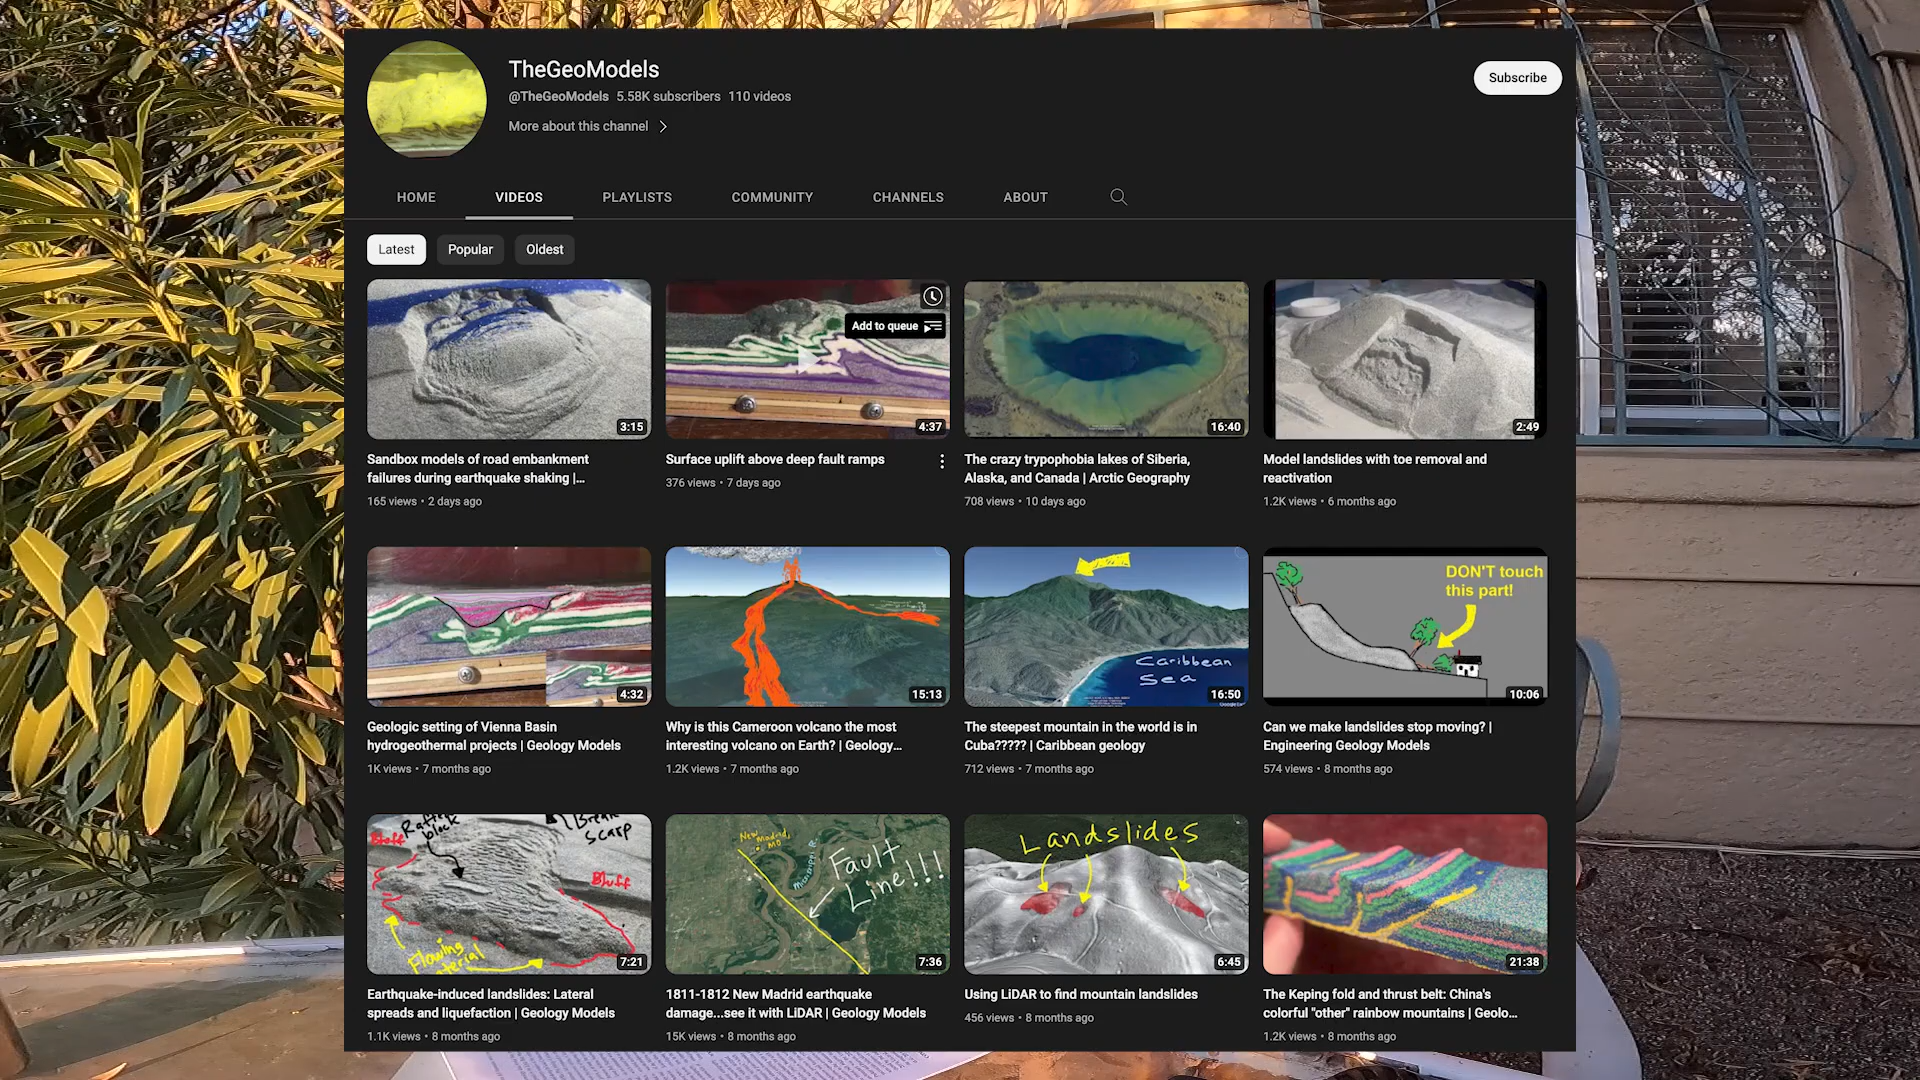 TheGeoModels
@TheGeoModels 5.58K subscribers 110 videos
More about this channel
Subscribe
HOME VIDEOS PLAYLISTS COMMUNITY CHANNELS ABOUT
Latest Popular Oldest
3:15
Add to queue
4:37
16:40
2:49
Sandbox models of road embankment
failures during earthquake shaking |...
165 views • 2 days ago
Surface uplift above deep fault ramps
376 views • 7 days ago
The crazy trypophobia lakes of Siberia,
Alaska, and Canada | Arctic Geography
708 views • 10 days ago
Model landslides with toe removal and
reactivation
1.2K views • 6 months ago
4:32
15:13
Caribbean
Sea
16:50
DON'T touch
this part!
10:06
Geologic setting of Vienna Basin
hydrogeothermal projects | Geology Models
1K views • 7 months ago
Why is this Cameroon volcano the most
interesting volcano on Earth? | Geology...
1.2K views • 7 months ago
The steepest mountain in the world is in
Cuba????? | Caribbean geology
712 views • 7 months ago
Can we make landslides stop moving? |
Engineering Geology Models
574 views • 8 months ago
Bluff
block
scarp
Bluff
Flowing
7:21
New Madrid,
MO
Mississippi R.
Fault
Line!!!
7:36
Landslides
6:45
21:38
Earthquake-induced landslides: Lateral
spreads and liquefaction | Geology Models
1.1K views • 8 months ago
1811-1812 New Madrid earthquake
damage...see it with LiDAR | Geology Models
15K views • 8 months ago
Using LiDAR to find mountain landslides
456 views • 8 months ago
The Keping fold and thrust belt: China's
colorful "other" rainbow mountains | Geolo...
1.2K views • 8 months ago